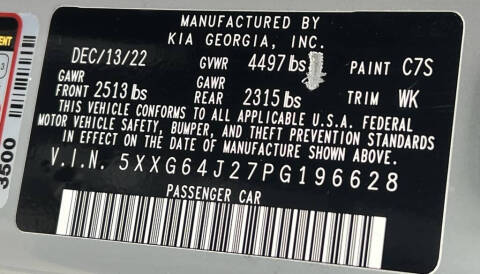 MANUFACTURED BY
KIA GEORGIA, INC.
DEC/13/22 GVWR 4497 lbs PAINT C7S
GAWR GAWR
FRONT 2513 lbs REAR 2315 lbs TRIM WK
THIS VEHICLE CONFORMS TO ALL APPLICABLE U.S.A. FEDERAL
MOTOR VEHICLE SAFETY, BUMPER, AND THEFT PREVENTION STANDARDS
IN EFFECT ON THE DATE OF MANUFACTURE SHOWN ABOVE.
V.I.N. 5XXG64J27PG196628
PASSENGER CAR
3
3500